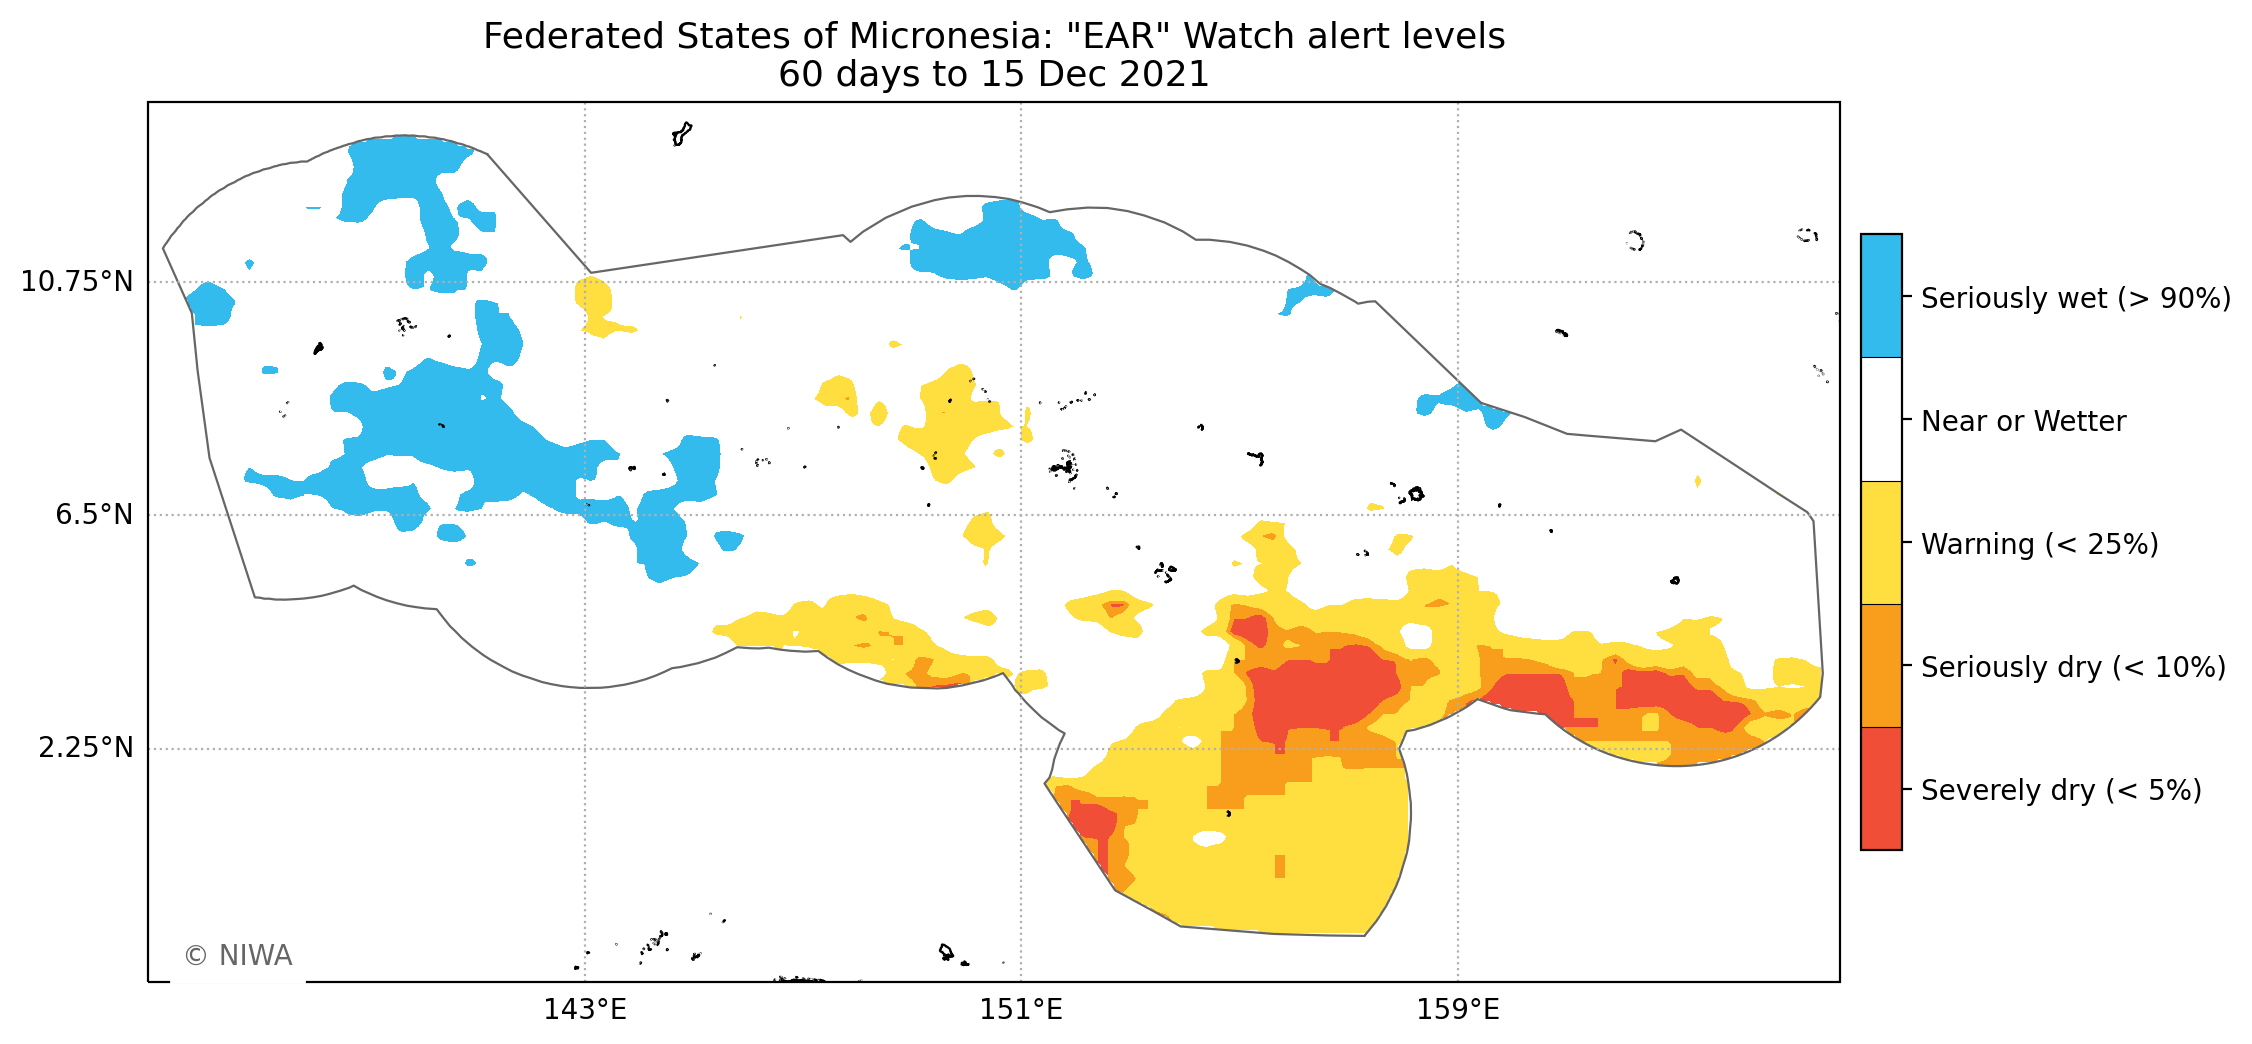 Federated States of Micronesia: "EAR" Watch alert levels
60 days to 15 Dec 2021
10.75°N
6.5°N
2.25°N
143°E
151°E
159°E
Seriously wet (> 90%)
Near or Wetter
Warning (< 25%)
Seriously dry (< 10%)
Severely dry (< 5%)
© NIWA